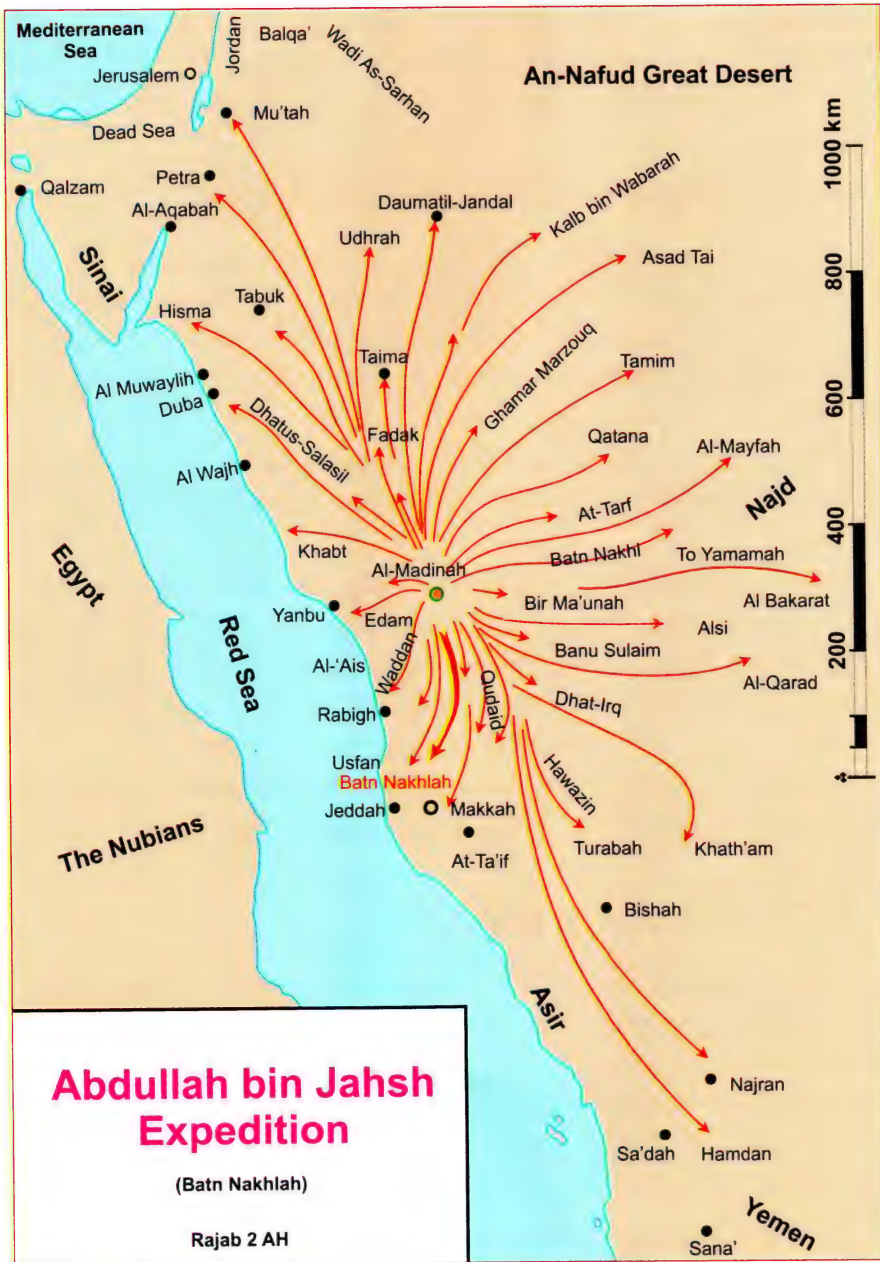 Mediterranean
Sea
Jordan
Balqa'
Wadi As-Sarhan
Jerusalem
An-Nafud Great Desert
Mu'tah
Dead Sea
1000 km
Petra
Kalb bin Wabarah
Qalzam
Daumatil-Jandal
Al-Aqabah
Udhrah
Asad Tai
Sinai
800
Tabuk
Hisma
Taima
Ghamar Marzouq
Tamim
Al Muwaylih
Duba
600
Dhatus-Salasil
Fadak
Qatana
Al-Mayfah
Al Wajh
Najd
At-Tarf
400
Khabt
Batn Nakhl
To Yamamah
Egypt
Al-Madinah
Yanbu
Edam
Bir Ma'unah
Al Bakarat
Alsi
Red Sea
Al-'Ais
Waddan
Banu Sulaim
200
Al-Qarad
Qudaid
Dhat-Irq
Rabigh
Usfan
Batn Nakhlah
Hawazin
Jeddah
Makkah
The Nubians
At-Ta'if
Turabah
Khath'am
Bishah
Asir
Abdullah bin Jahsh
Expedition
(Batn Nakhlah)
Rajab 2 AH
Najran
Sa'dah
Hamdan
Yemen
Sana'